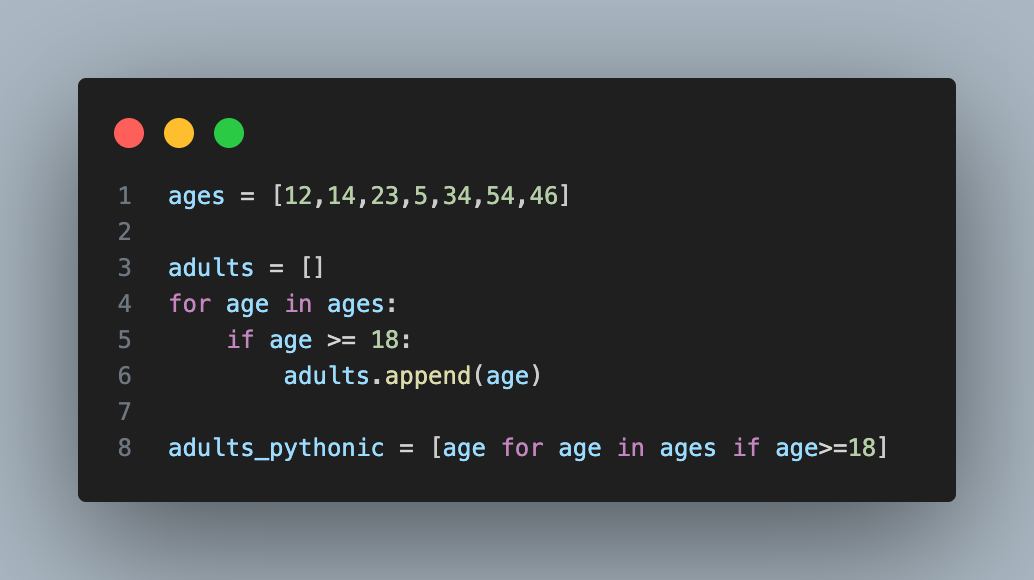 1 ages = [12,14,23,5,34,54,46]
2
3 adults = []
4 for age in ages:
5     if age >= 18:
6         adults.append(age)
7
8 adults_pythonic = [age for age in ages if age>=18]